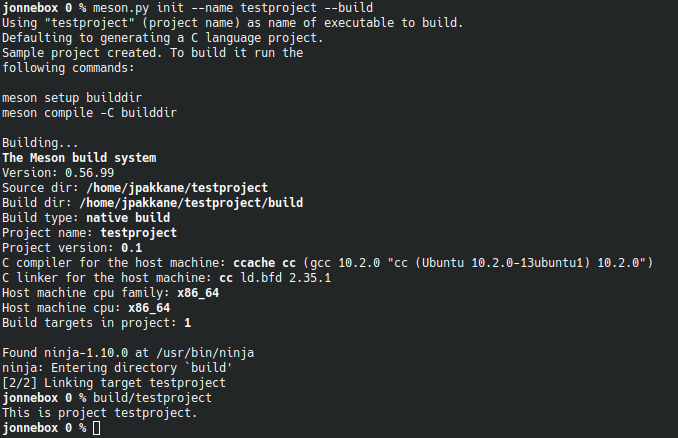 jonnebox 0 % meson.py init --name testproject --build
Using "testproject" (project name) as name of executable to build.
Defaulting to generating a C language project.
Sample project created. To build it run the
following commands:

meson setup builddir
meson compile -C builddir

Building...
The Meson build system
Version: 0.56.99
Source dir: /home/jpakkane/testproject
Build dir: /home/jpakkane/testproject/build
Build type: native build
Project name: testproject
Project version: 0.1
C compiler for the host machine: ccache cc (gcc 10.2.0 "cc (Ubuntu 10.2.0-13ubuntu1) 10.2.0")
C linker for the host machine: cc ld.bfd 2.35.1
Host machine cpu family: x86_64
Host machine cpu: x86_64
Build targets in project: 1

Found ninja-1.10.0 at /usr/bin/ninja
ninja: Entering directory `build'
[2/2] Linking target testproject
jonnebox 0 % build/testproject
This is project testproject.
jonnebox 0 %